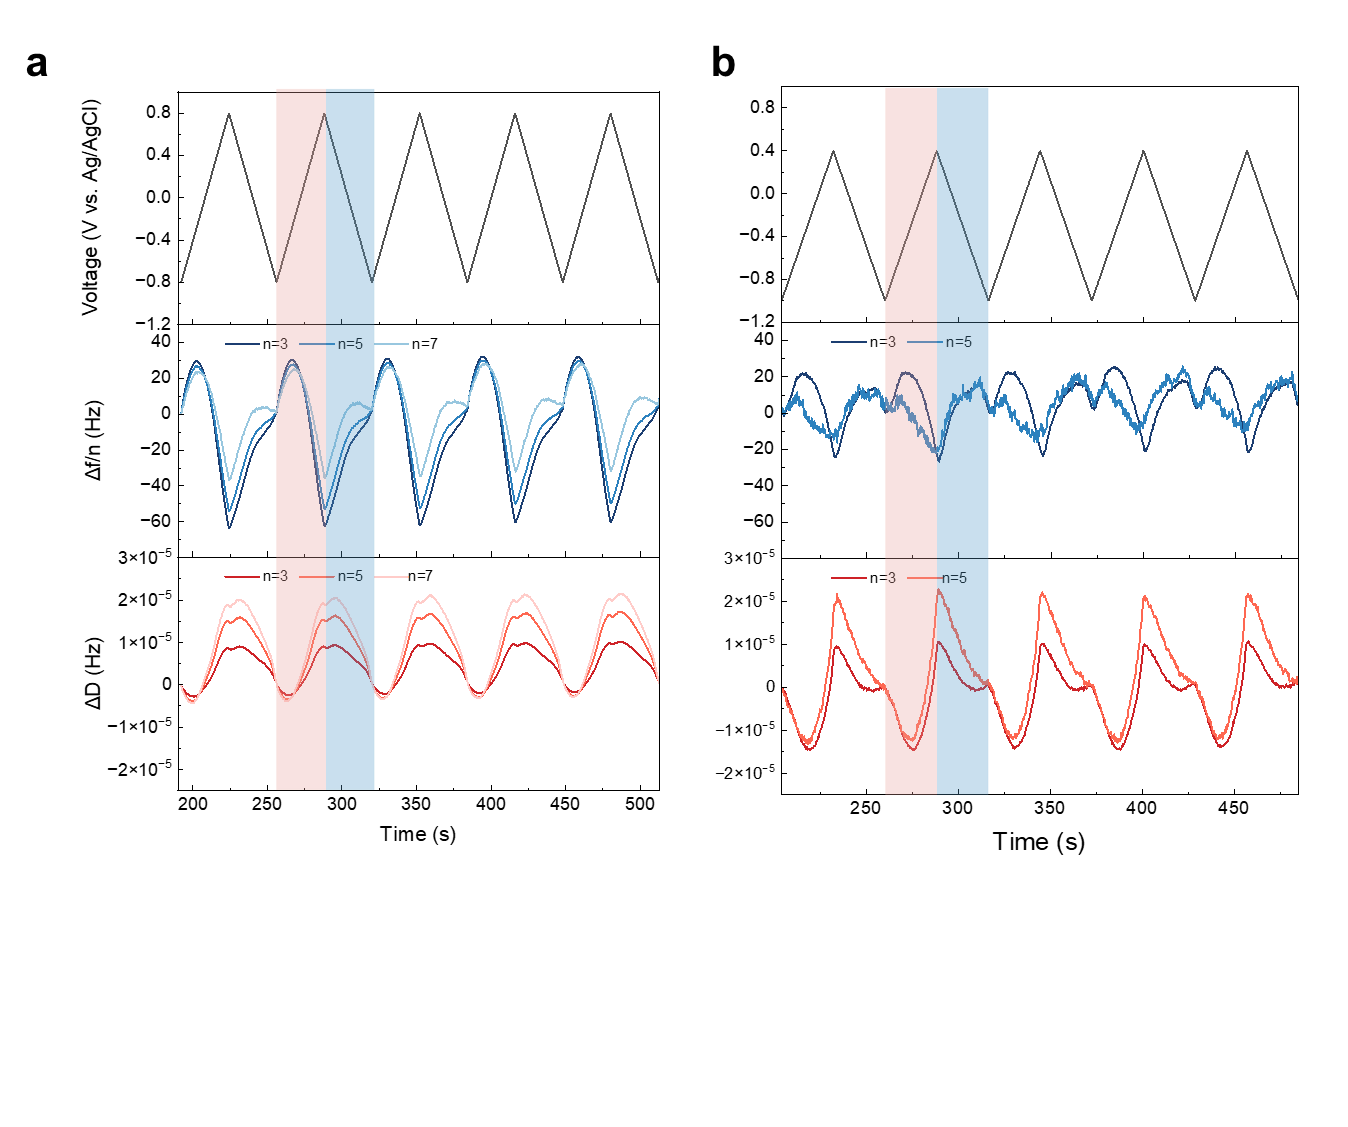 a
Voltage (V vs. Ag/AgCl)
0.8
0.4
0.0
−0.4
−0.8
−1.2
Δf/n (Hz)
40
20
0
−20
−40
−60
n=3
n=5
n=7
ΔD (Hz)
3×10⁻⁵
2×10⁻⁵
1×10⁻⁵
0
−1×10⁻⁵
−2×10⁻⁵
n=3
n=5
n=7
200 250 300 350 400 450 500
Time (s)
b
0.8
0.4
0.0
−0.4
−0.8
−1.2
40
20
0
−20
−40
−60
n=3
n=5
3×10⁻⁵
2×10⁻⁵
1×10⁻⁵
0
−1×10⁻⁵
−2×10⁻⁵
n=3
n=5
250 300 350 400 450
Time (s)